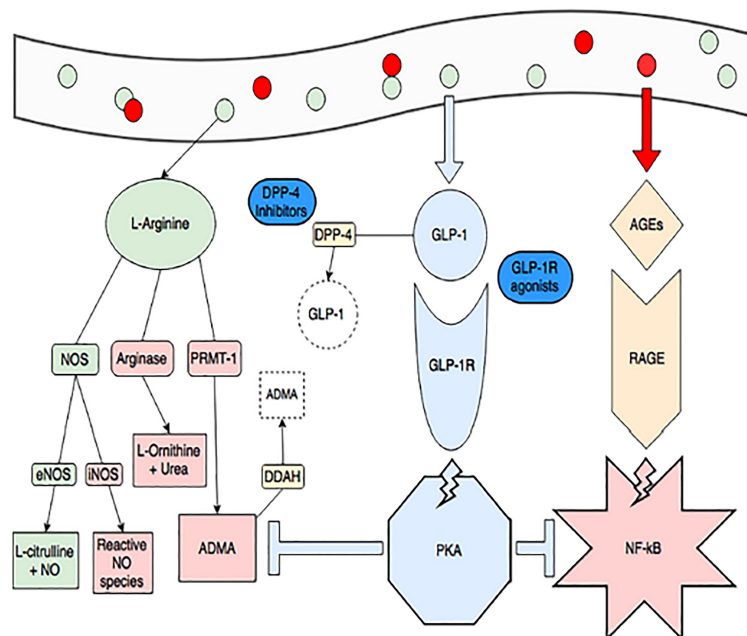 L-Arginine
DPP-4
Inhibitors
DPP-4
GLP-1
GLP-1
GLP-1R
agonists
AGEs
NOS
Arginase
PRMT-1
GLP-1R
RAGE
ADMA
L-Ornithine
+ Urea
eNOS
iNOS
DDAH
L-citrulline
+ NO
Reactive
NO
species
ADMA
PKA
NF-kB